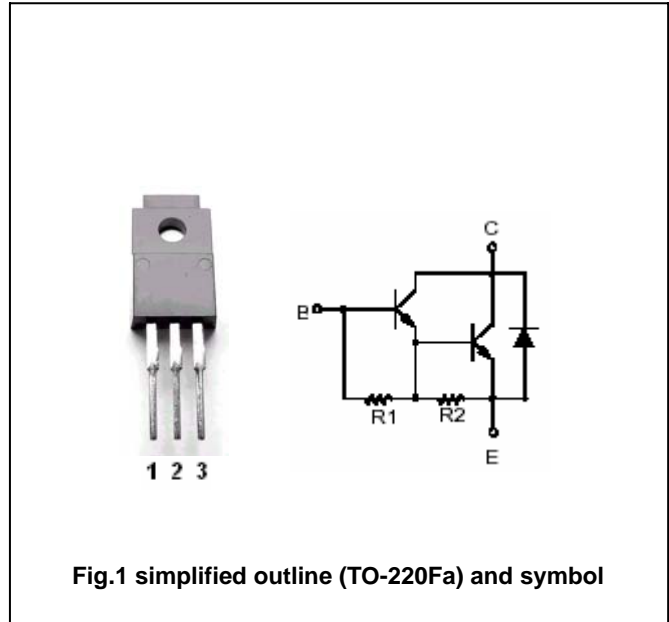 C
B
R1
R2
E
1 2 3
Fig.1 simplified outline (TO-220Fa) and symbol